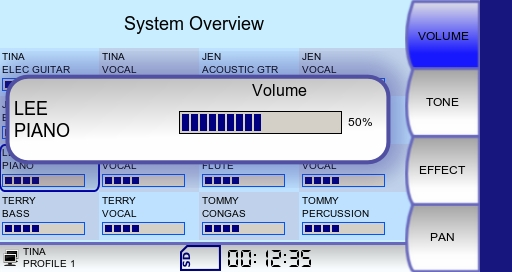 System Overview
VOLUME
TINA
ELEC GUITAR
TINA
VOCAL
JEN
ACOUSTIC GTR
JEN
VOCAL
Volume
LEE
PIANO
50%
TONE
PIANO
VOCAL
FLUTE
VOCAL
EFFECT
TERRY
BASS
TERRY
VOCAL
TOMMY
CONGAS
TOMMY
PERCUSSION
PAN
TINA
PROFILE 1
SD
00:12:35